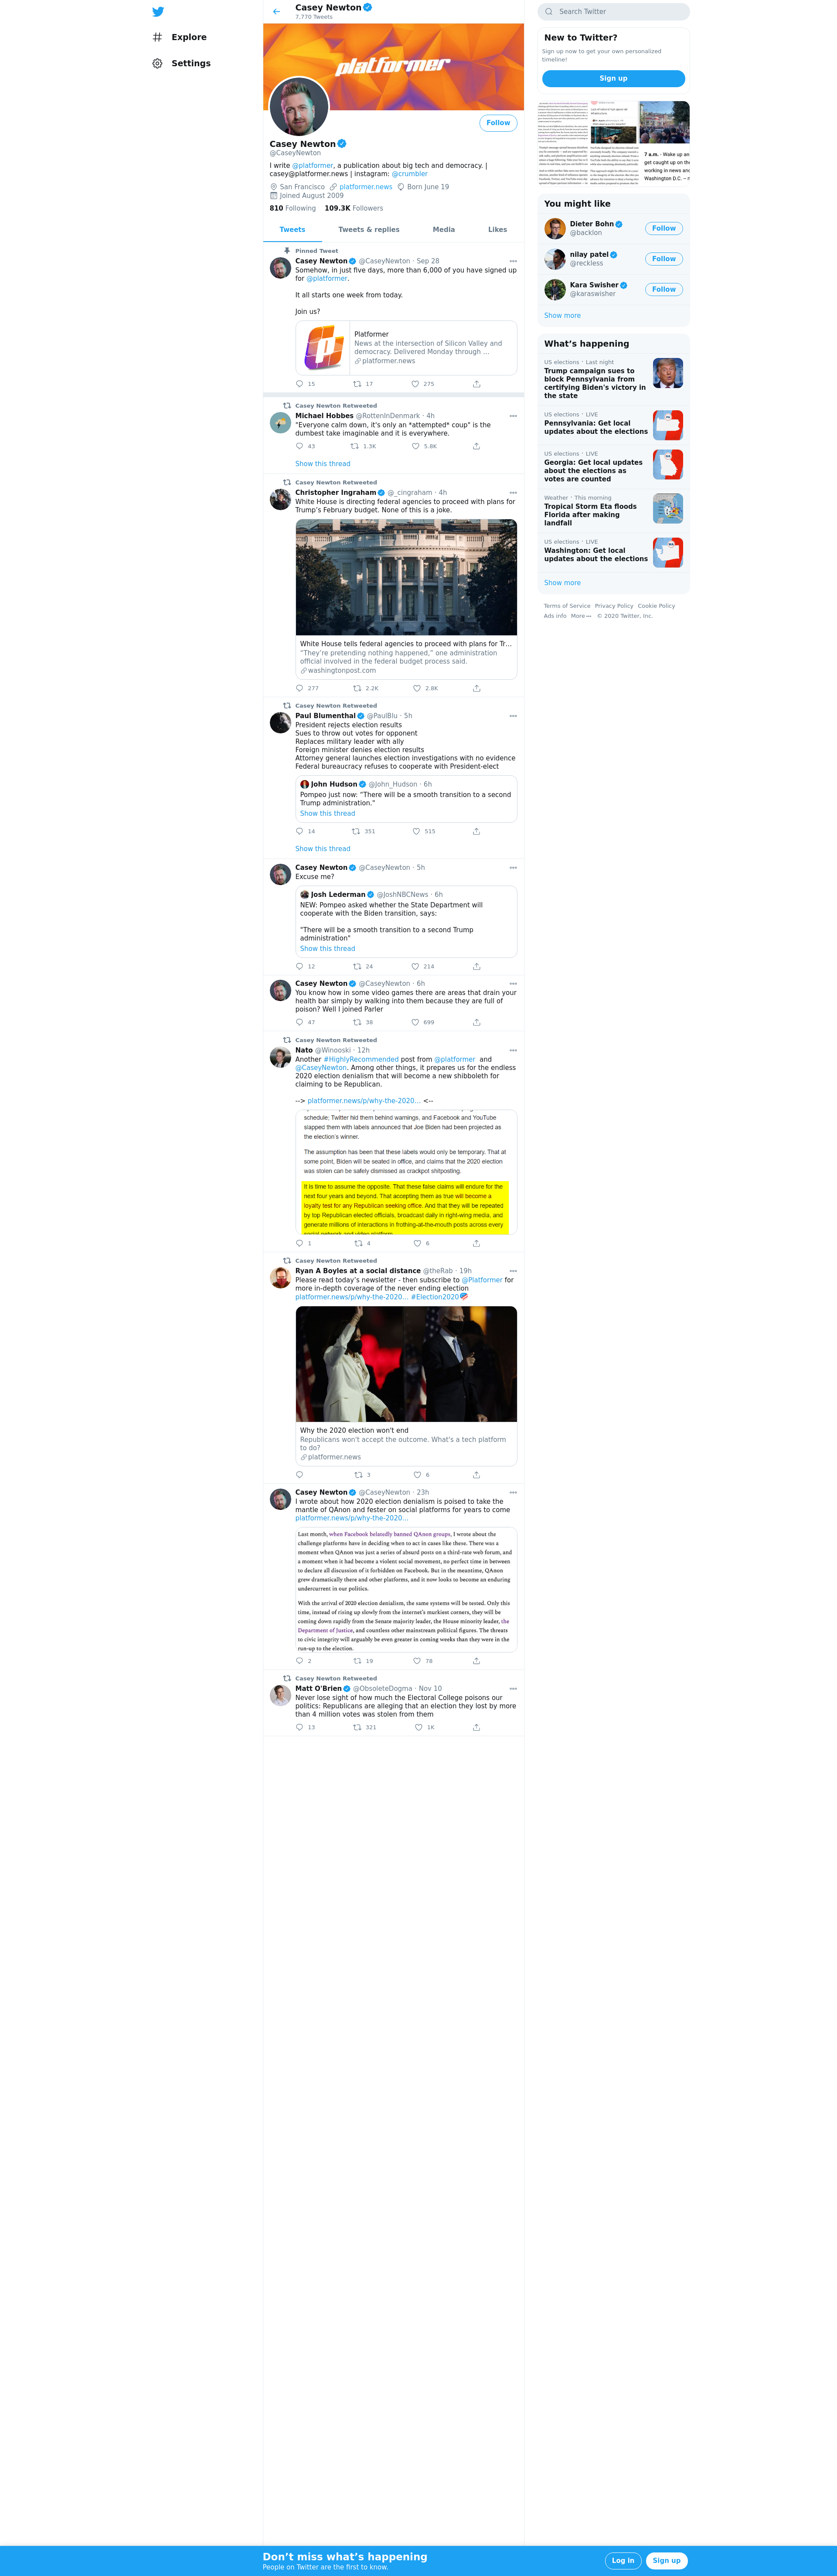 Explore
Settings
Casey Newton
7,770 Tweets
platformer
Follow
Casey Newton
@CaseyNewton
I write @platformer, a publication about big tech and democracy. |
casey@platformer.news | instagram: @crumbler
San Francisco platformer.news Born June 19
Joined August 2009
810 Following 109.3K Followers
Tweets Tweets & replies Media Likes
Pinned Tweet
Casey Newton @CaseyNewton · Sep 28
Somehow, in just five days, more than 6,000 of you have signed up
for @platformer.
It all starts one week from today.
Join us?
Platformer
News at the intersection of Silicon Valley and
democracy. Delivered Monday through ...
platformer.news
15 17 275
Casey Newton Retweeted
Michael Hobbes @RottenInDenmark · 4h
"Everyone calm down, it's only an *attempted* coup" is the
dumbest take imaginable and it is everywhere.
43 1.3K 5.8K
Show this thread
Casey Newton Retweeted
Christopher Ingraham @_cingraham · 4h
White House is directing federal agencies to proceed with plans for
Trump’s February budget. None of this is a joke.
White House tells federal agencies to proceed with plans for Tr...
“They’re pretending nothing happened,” one administration
official involved in the federal budget process said.
washingtonpost.com
277 2.2K 2.8K
Casey Newton Retweeted
Paul Blumenthal @PaulBlu · 5h
President rejects election results
Sues to throw out votes for opponent
Replaces military leader with ally
Foreign minister denies election results
Attorney general launches election investigations with no evidence
Federal bureaucracy refuses to cooperate with President-elect
John Hudson @John_Hudson · 6h
Pompeo just now: "There will be a smooth transition to a second
Trump administration."
Show this thread
14 351 515
Show this thread
Casey Newton @CaseyNewton · 5h
Excuse me?
Josh Lederman @JoshNBCNews · 6h
NEW: Pompeo asked whether the State Department will
cooperate with the Biden transition, says:
"There will be a smooth transition to a second Trump
administration"
Show this thread
12 24 214
Casey Newton @CaseyNewton · 6h
You know how in some video games there are areas that drain your
health bar simply by walking into them because they are full of
poison? Well I joined Parler
47 38 699
Casey Newton Retweeted
Nato @Winooski · 12h
Another #HighlyRecommended post from @platformer and
@CaseyNewton. Among other things, it prepares us for the endless
2020 election denialism that will become a new shibboleth for
claiming to be Republican.
--> platformer.news/p/why-the-2020... <--
schedule; Twitter hid them behind warnings, and Facebook and YouTube
slapped them with labels announced that Joe Biden had been projected as
the election's winner.
The assumption has been that these labels would only be temporary. That at
some point, Biden will be seated in office, and claims that the 2020 election
was stolen can be safely dismissed as crackpot shitposting.
It is time to assume the opposite. That these false claims will endure for the
next four years and beyond. That accepting them as true will become a
loyalty test for any Republican seeking office. And that they will be repeated
by top Republican elected officials, broadcast daily in right-wing media, and
generate millions of interactions in frothing-at-the-mouth posts across every
social network and video platform.
1 4 6
Casey Newton Retweeted
Ryan A Boyles at a social distance @theRab · 19h
Please read today’s newsletter - then subscribe to @Platformer for
more in-depth coverage of the never ending election
platformer.news/p/why-the-2020... #Election2020
Why the 2020 election won't end
Republicans won't accept the outcome. What's a tech platform
to do?
platformer.news
3 6
Casey Newton @CaseyNewton · 23h
I wrote about how 2020 election denialism is poised to take the
mantle of QAnon and fester on social platforms for years to come
platformer.news/p/why-the-2020...
Last month, when Facebook belatedly banned QAnon groups, I wrote about the
challenge platforms have in deciding when to act in cases like these. There was a
moment when QAnon was just a series of absurd posts on a third-rate web forum, and
a moment when it had become a violent social movement, no perfect time in between
to declare all discussion of it forbidden on Facebook. But in the meantime, QAnon
grew dramatically there and other platforms, and it now looks to become an enduring
undercurrent in our politics.
With the arrival of 2020 election denialism, the same systems will be tested. Only this
time, instead of rising up slowly from the internet's murkiest corners, they will be
coming down rapidly from the Senate majority leader, the House minority leader, the
Department of Justice, and countless other mainstream political figures. The threats
to civic integrity will arguably be even greater in coming weeks than they were in the
run-up to the election.
2 19 78
Casey Newton Retweeted
Matt O'Brien @ObsoleteDogma · Nov 10
Never lose sight of how much the Electoral College poisons our
politics: Republicans are alleging that an election they lost by more
than 4 million votes was stolen from them
13 321 1K
Search Twitter
New to Twitter?
Sign up now to get your own personalized
timeline!
Sign up
7 a.m. - Wake up an
get caught up on th
working in news an
Washington D.C. –
You might like
Dieter Bohn
@backlon
Follow
nilay patel
@reckless
Follow
Kara Swisher
@karaswisher
Follow
Show more
What’s happening
US elections · Last night
Trump campaign sues to
block Pennsylvania from
certifying Biden's victory in
the state
US elections · LIVE
Pennsylvania: Get local
updates about the elections
US elections · LIVE
Georgia: Get local updates
about the elections as
votes are counted
Weather · This morning
Tropical Storm Eta floods
Florida after making
landfall
US elections · LIVE
Washington: Get local
updates about the elections
Show more
Terms of Service Privacy Policy Cookie Policy
Ads info More © 2020 Twitter, Inc.
Don’t miss what’s happening
People on Twitter are the first to know.
Log in
Sign up